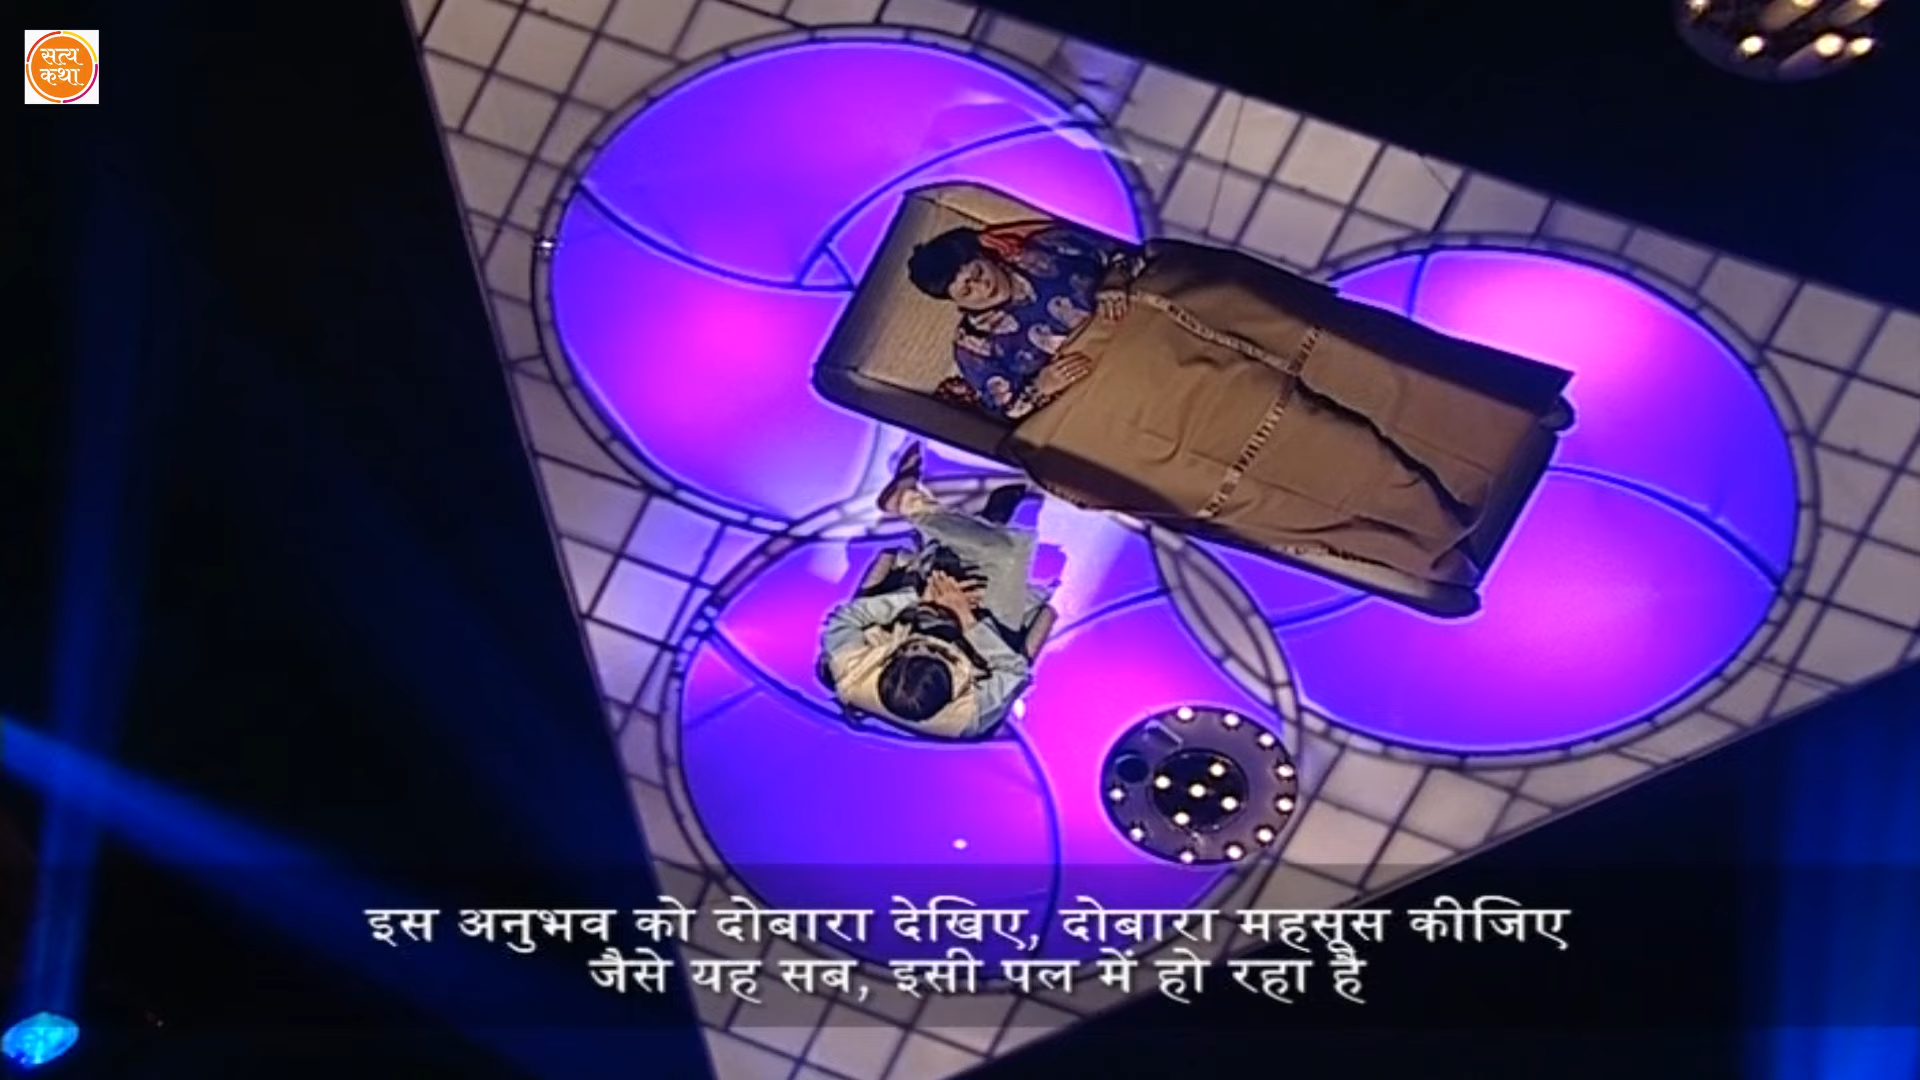 सत्य
कथा
इस अनुभव को दोबारा देखिए, दोबारा महसूस कीजिए
जैसे यह सब, इसी पल में हो रहा है